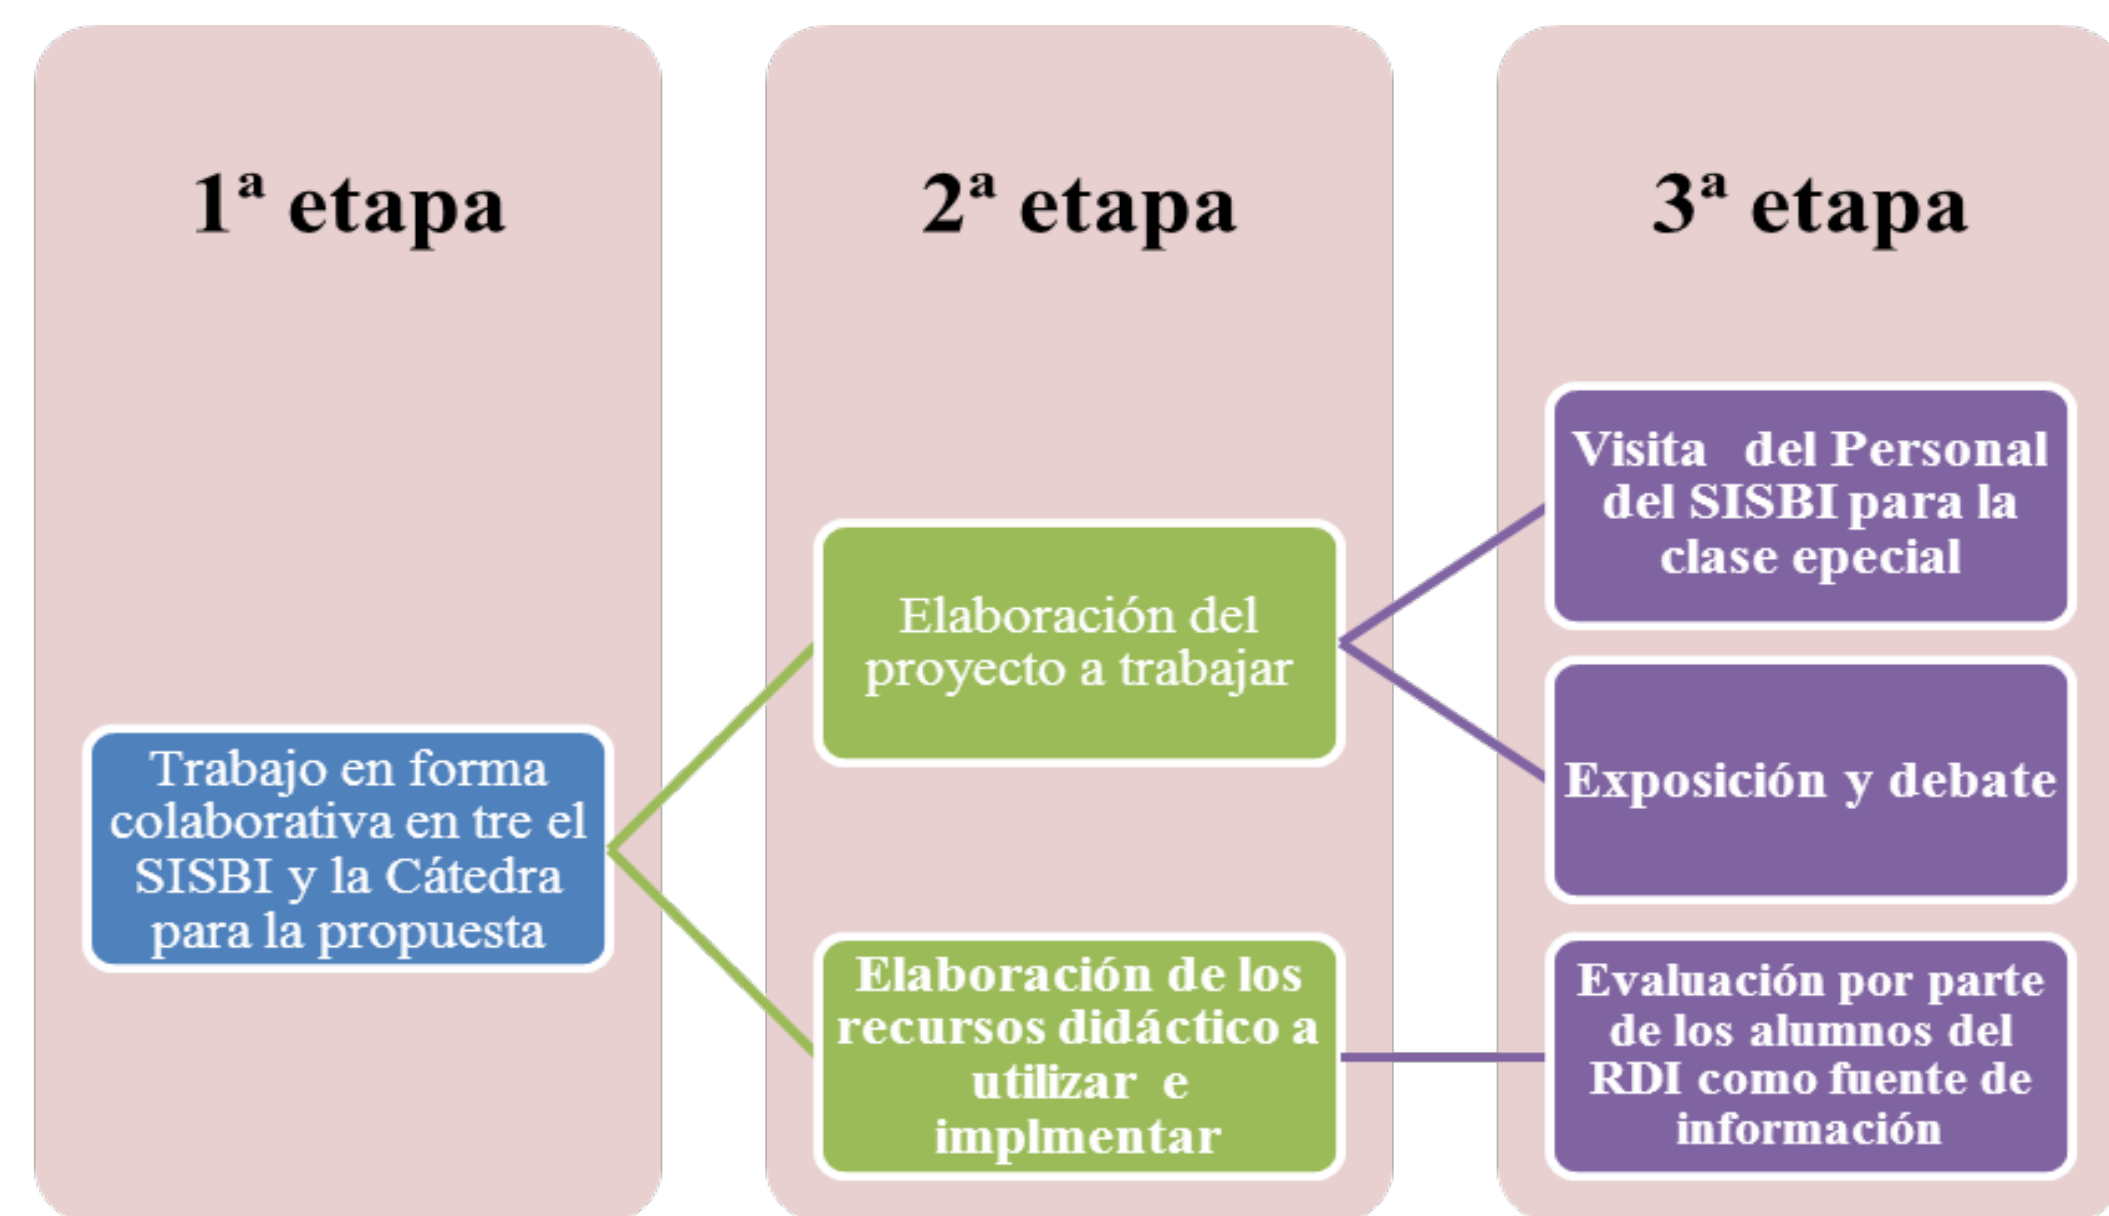 1ª etapa
2ª etapa
3ª etapa
Trabajo en forma
colaborativa en tre el
SISBI y la Cátedra
para la propuesta
Elaboración del
proyecto a trabajar
Elaboración de los
recursos didáctico a
utilizar e
implmentar
Visita del Personal
del SISBI para la
clase epecial
Exposición y debate
Evaluación por parte
de los alumnos del
RDI como fuente de
información